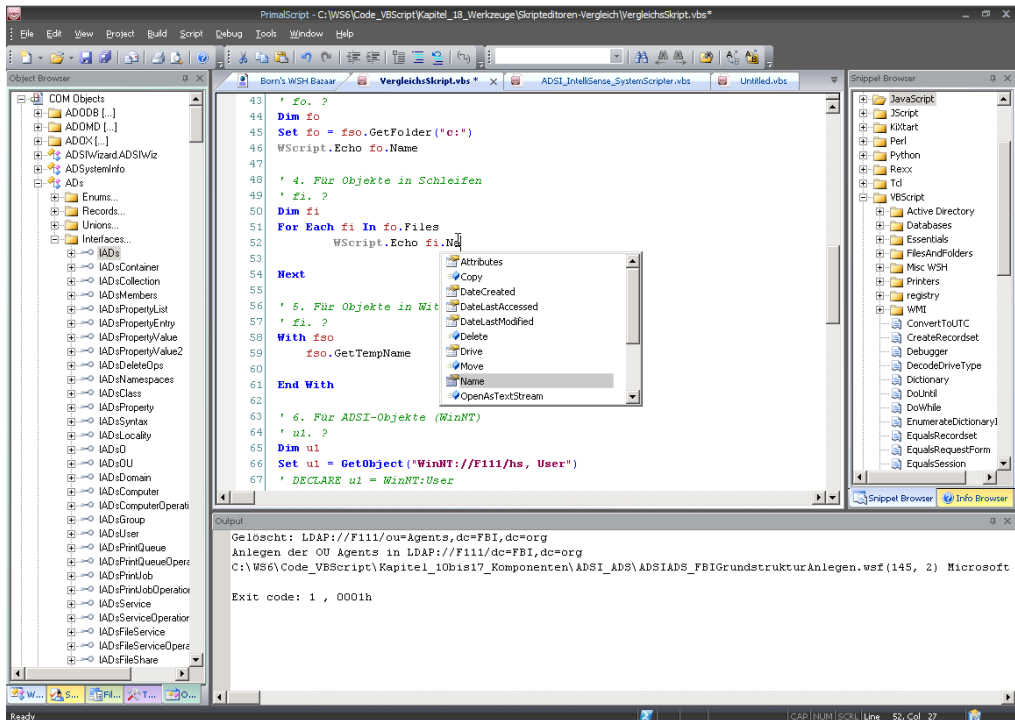 PrimalScript - C:\WS6\Code_VBScript\Kapitel_18_Werkzeuge\Skripteditoren-Vergleich\VergleichsSkript.vbs*
File Edit View Project Build Script Debug Tools Window Help
Object Browser
COM Objects
ADODB [...]
ADOMD [...]
ADOX [...]
ADSIWizard.ADSIWiz
ADSystemInfo
ADs
Enums...
Records...
Unions...
Interfaces...
IADs
IADsContainer
IADsCollection
IADsMembers
IADsPropertyList
IADsPropertyEntry
IADsPropertyValue
IADsPropertyValue2
IADsDeleteOps
IADsNamespaces
IADsClass
IADsProperty
IADsSyntax
IADsLocality
IADsO
IADsOU
IADsDomain
IADsComputer
IADsComputerOperati
IADsGroup
IADsUser
IADsPrintQueue
IADsPrintQueueOpera
IADsPrintJob
IADsPrintJobOperation
IADsService
IADsServiceOperation
IADsFileService
IADsFileServiceOpera
IADsFileShare
W... S... Fil... T... O...
Born's WSH Bazaar VergleichsSkript.vbs * ADSI_IntelliSense_SystemScripter.vbs Untitled.vbs
43 ' fo. ?
44 Dim fo
45 Set fo = fso.GetFolder("c:")
46 WScript.Echo fo.Name
47
48 ' 4. Für Objekte in Schleifen
49 ' fi. ?
50 Dim fi
51 For Each fi In fo.Files
52 WScript.Echo fi.Na
53
54 Next
55
56 ' 5. Für Objekte in Wit
57 ' fi. ?
58 With fso
59 fso.GetTempName
60
61 End With
62
63 ' 6. Für ADSI-Objekte (WinNT)
64 ' u1. ?
65 Dim u1
66 Set u1 = GetObject("WinNT://F111/hs, User")
67 ' DECLARE u1 = WinNT:User
Attributes
Copy
DateCreated
DateLastAccessed
DateLastModified
Delete
Drive
Move
Name
OpenAsTextStream
Snippet Browser
JavaScript
JScript
KiXtart
Perl
Python
Rexx
Tcl
VBScript
Active Directory
Databases
Essentials
FilesAndFolders
Misc WSH
Printers
registry
WMI
ConvertToUTC
CreateRecordset
Debugger
DecodeDriveType
Dictionary
DoUntil
DoWhile
EnumerateDictionaryI
EqualsRecordset
EqualsRequestForm
EqualsSession
Snippet Browser Info Browser
Output
Gelöscht: LDAP://F111/ou=Agents,dc=FBI,dc=org
Anlegen der OU Agents in LDAP://F111/dc=FBI,dc=org
C:\WS6\Code_VBScript\Kapitel_10bis17_Komponenten\ADSI_ADS\ADSIADS_FBIGrundstrukturAnlegen.wsf(145, 2) Microsoft
Exit code: 1 , 0001h
Ready
CAP NUM SCRL Line 52, Col 27